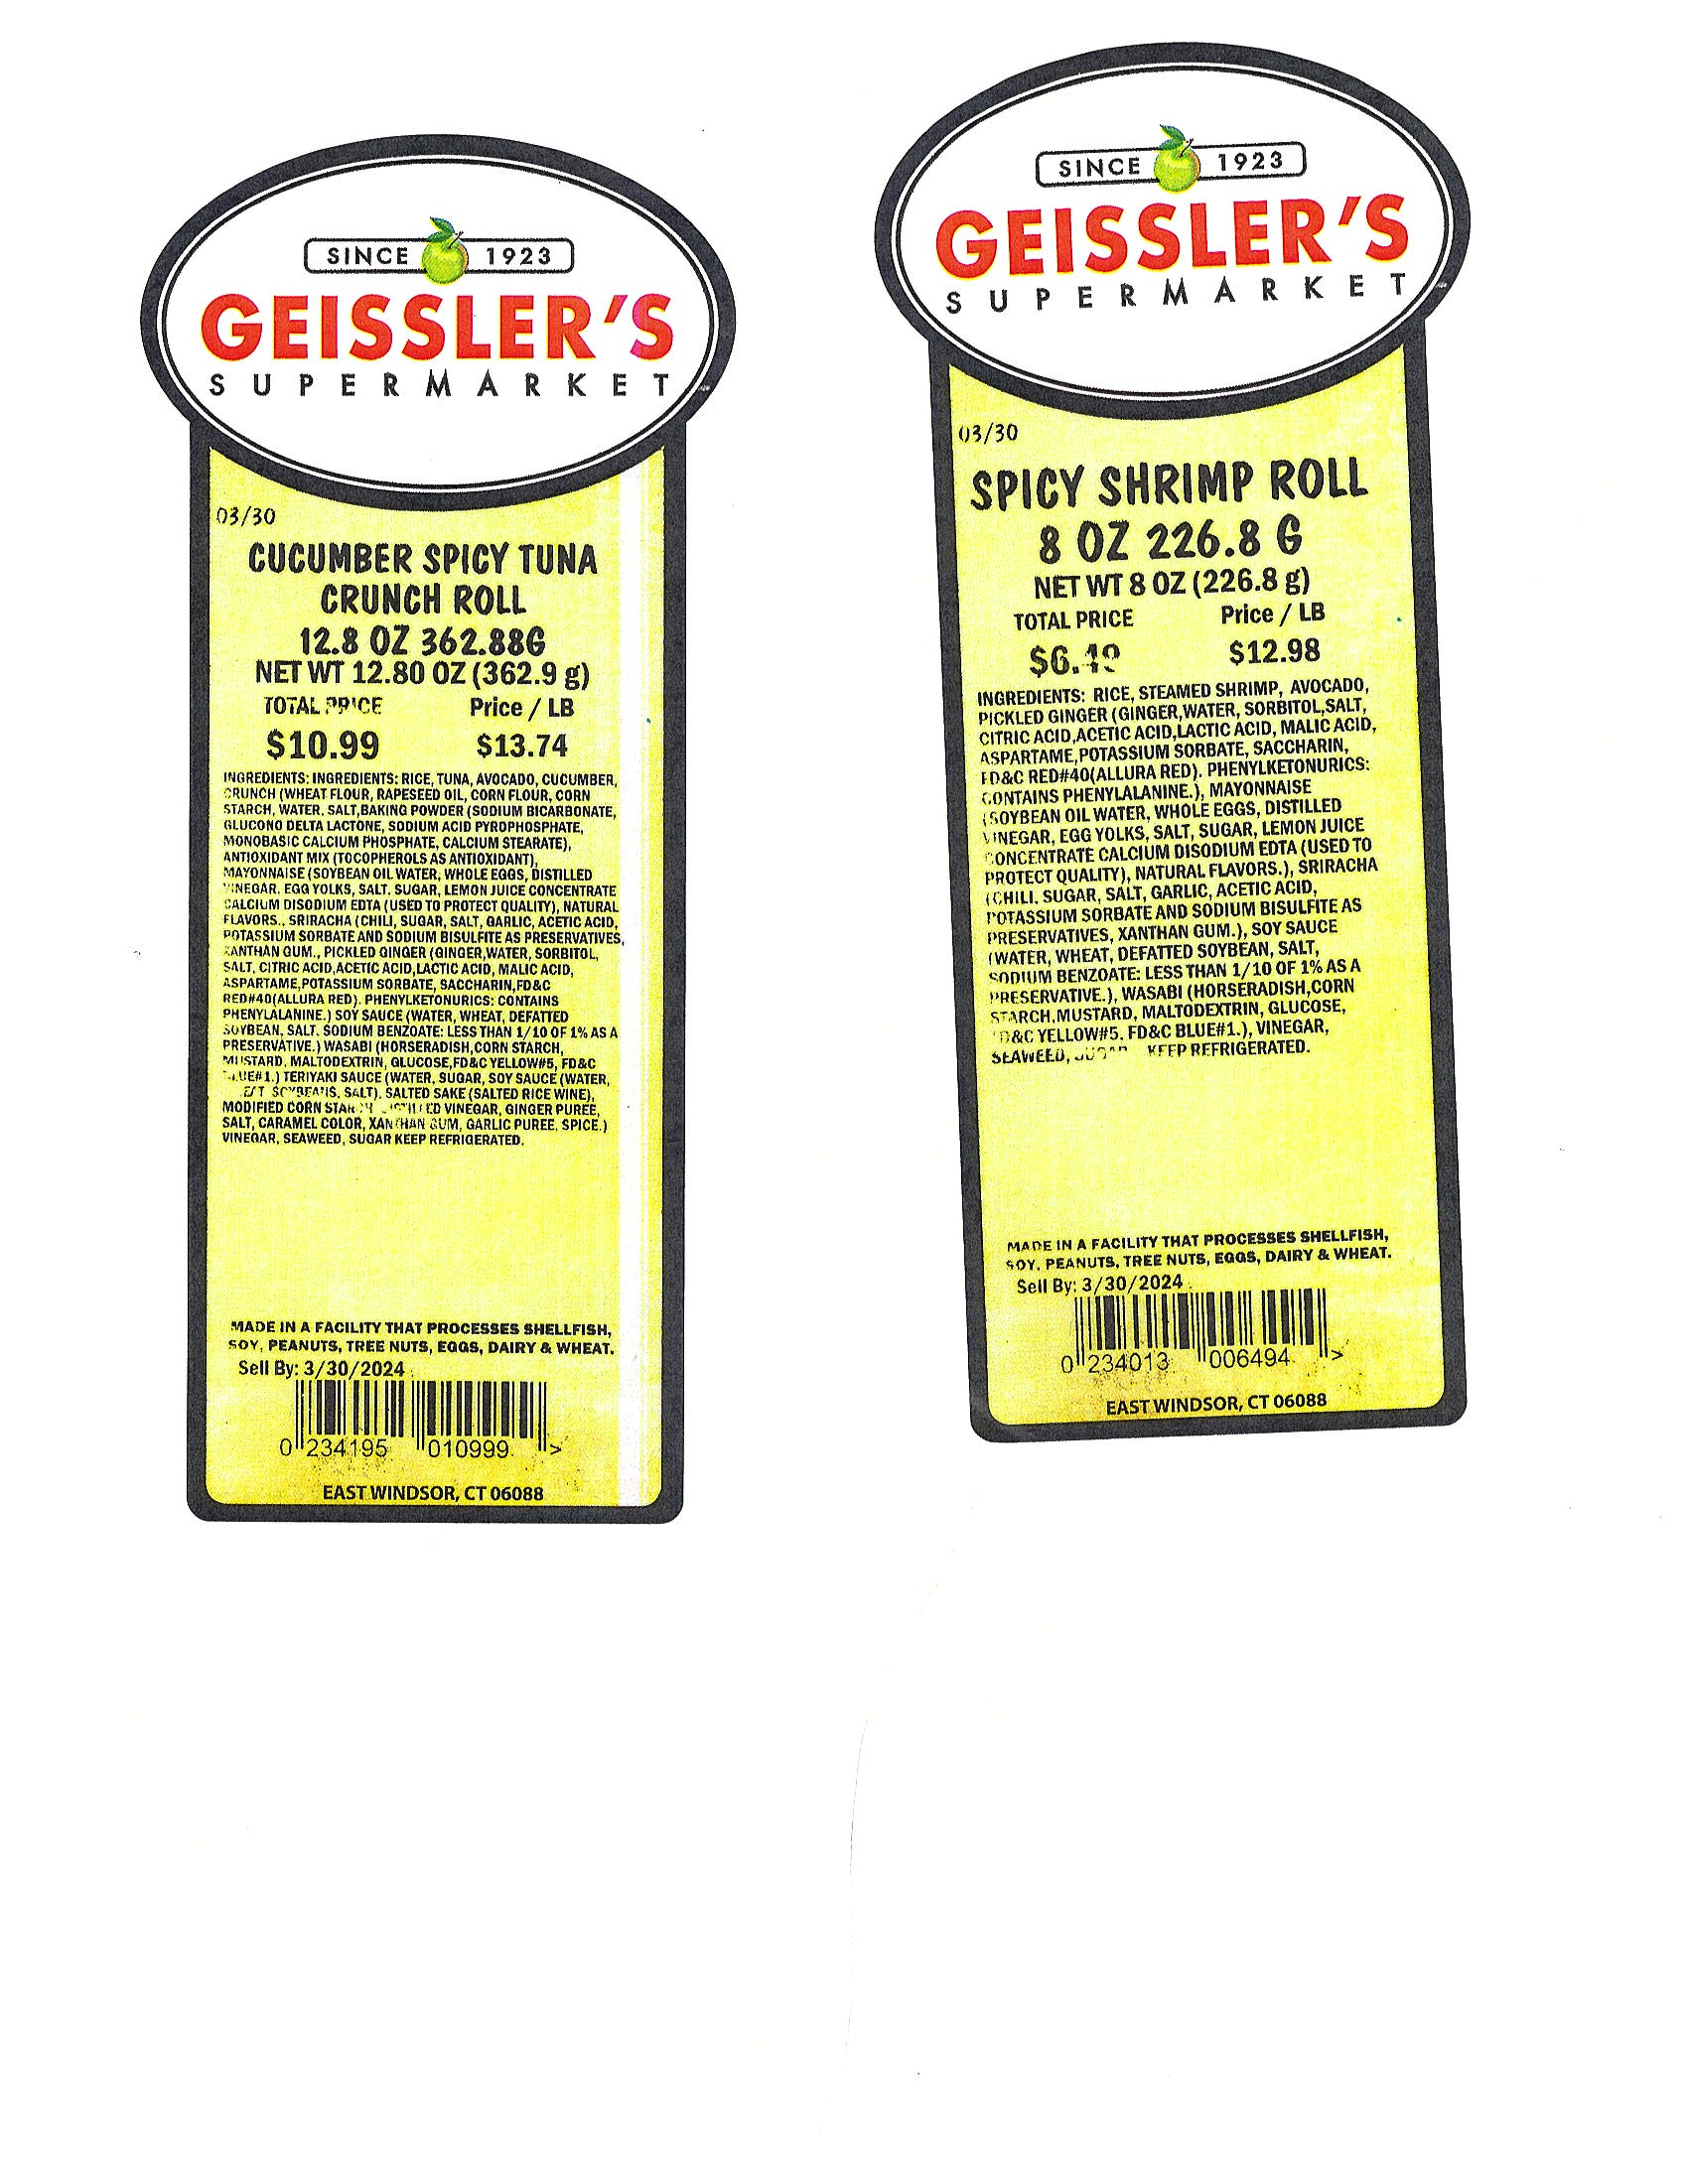 SINCE 1923
GEISSLER'S
SUPERMARKET
03/30
CUCUMBER SPICY TUNA
CRUNCH ROLL
12.8 OZ 362.88G
NET WT 12.80 OZ (362.9 g)
TOTAL PRICE Price / LB
$10.99 $13.74
INGREDIENTS: INGREDIENTS: RICE, TUNA, AVOCADO, CUCUMBER,
CRUNCH (WHEAT FLOUR, RAPESEED OIL, CORN FLOUR, CORN
STARCH, WATER, SALT,BAKING POWDER (SODIUM BICARBONATE,
GLUCONO DELTA LACTONE, SODIUM ACID PYROPHOSPHATE,
MONOBASIC CALCIUM PHOSPHATE, CALCIUM STEARATE),
ANTIOXIDANT MIX (TOCOPHEROLS AS ANTIOXIDANT),
MAYONNAISE (SOYBEAN OIL WATER, WHOLE EGGS, DISTILLED
VINEGAR, EGG YOLKS, SALT, SUGAR, LEMON JUICE CONCENTRATE
CALCIUM DISODIUM EDTA (USED TO PROTECT QUALITY), NATURAL
FLAVORS., SRIRACHA (CHILI, SUGAR, SALT, GARLIC, ACETIC ACID,
POTASSIUM SORBATE AND SODIUM BISULFITE AS PRESERVATIVES,
XANTHAN GUM., PICKLED GINGER (GINGER,WATER, SORBITOL,
SALT, CITRIC ACID,ACETIC ACID,LACTIC ACID, MALIC ACID,
ASPARTAME,POTASSIUM SORBATE, SACCHARIN,FD&C
RED#40(ALLURA RED). PHENYLKETONURICS: CONTAINS
PHENYLALANINE.) SOY SAUCE (WATER, WHEAT, DEFATTED
SOYBEAN, SALT, SODIUM BENZOATE: LESS THAN 1/10 OF 1% AS A
PRESERVATIVE.) WASABI (HORSERADISH,CORN STARCH,
MUSTARD, MALTODEXTRIN, GLUCOSE,FD&C YELLOW#5, FD&C
BLUE#1.) TERIYAKI SAUCE (WATER, SUGAR, SOY SAUCE (WATER,
SOYBEANS, SALT), SALTED SAKE (SALTED RICE WINE),
MODIFIED CORN STARCH DISTILLED VINEGAR, GINGER PUREE,
SALT, CARAMEL COLOR, XANTHAN GUM, GARLIC PUREE, SPICE.)
VINEGAR, SEAWEED, SUGAR KEEP REFRIGERATED.
MADE IN A FACILITY THAT PROCESSES SHELLFISH,
SOY, PEANUTS, TREE NUTS, EGGS, DAIRY & WHEAT.
Sell By: 3/30/2024
0 234195 010999 >
EAST WINDSOR, CT 06088
SINCE 1923
GEISSLER'S
SUPERMARKET
03/30
SPICY SHRIMP ROLL
8 OZ 226.8 G
NET WT 8 OZ (226.8 g)
TOTAL PRICE Price / LB
$6.49 $12.98
INGREDIENTS: RICE, STEAMED SHRIMP, AVOCADO,
PICKLED GINGER (GINGER,WATER, SORBITOL,SALT,
CITRIC ACID,ACETIC ACID,LACTIC ACID, MALIC ACID,
ASPARTAME,POTASSIUM SORBATE, SACCHARIN,
FD&C RED#40(ALLURA RED). PHENYLKETONURICS:
CONTAINS PHENYLALANINE.), MAYONNAISE
(SOYBEAN OIL WATER, WHOLE EGGS, DISTILLED
VINEGAR, EGG YOLKS, SALT, SUGAR, LEMON JUICE
CONCENTRATE CALCIUM DISODIUM EDTA (USED TO
PROTECT QUALITY), NATURAL FLAVORS.), SRIRACHA
(CHILI, SUGAR, SALT, GARLIC, ACETIC ACID,
POTASSIUM SORBATE AND SODIUM BISULFITE AS
PRESERVATIVES, XANTHAN GUM.), SOY SAUCE
(WATER, WHEAT, DEFATTED SOYBEAN, SALT,
SODIUM BENZOATE: LESS THAN 1/10 OF 1% AS A
PRESERVATIVE.), WASABI (HORSERADISH,CORN
STARCH,MUSTARD, MALTODEXTRIN, GLUCOSE,
FD&C YELLOW#5, FD&C BLUE#1.), VINEGAR,
SEAWEED, KEEP REFRIGERATED.
MADE IN A FACILITY THAT PROCESSES SHELLFISH,
SOY, PEANUTS, TREE NUTS, EGGS, DAIRY & WHEAT.
Sell By: 3/30/2024
0 234013 006494 >
EAST WINDSOR, CT 06088